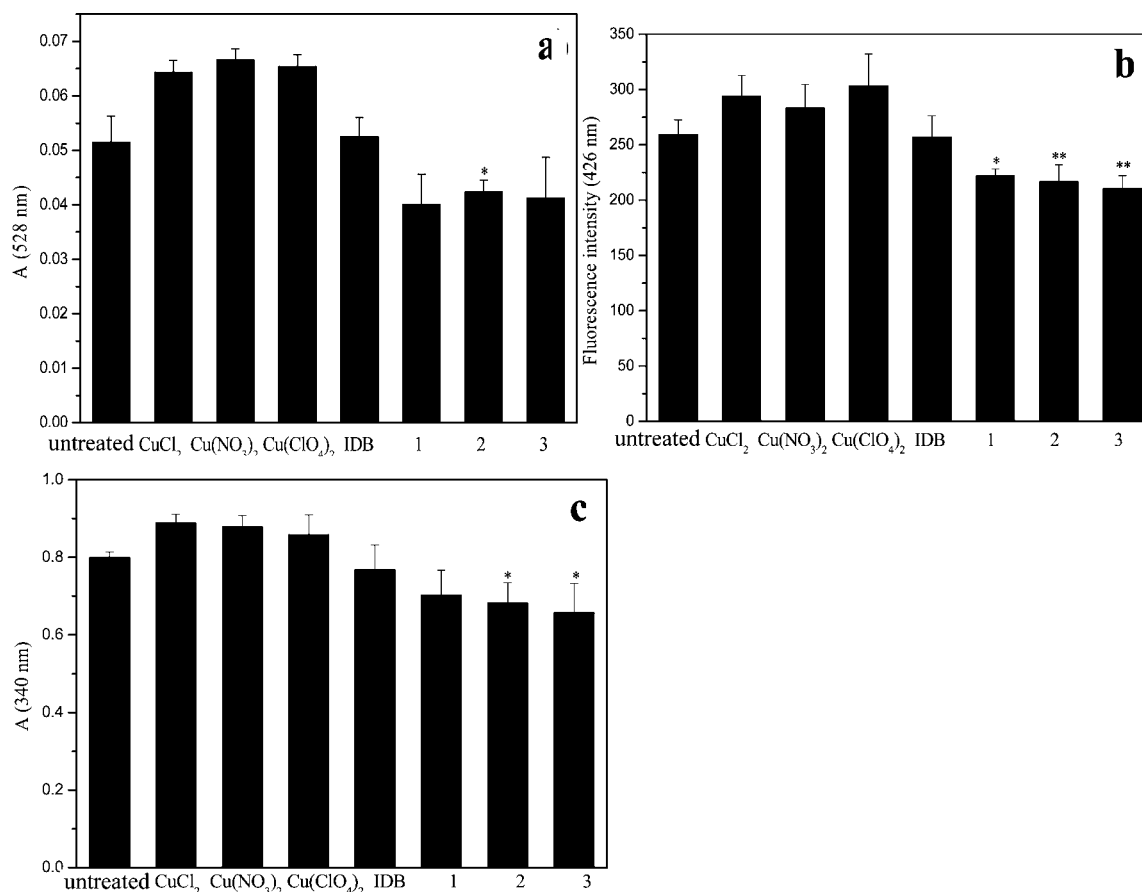 a)
0.07
0.06
0.05
0.04
0.03
0.02
0.01
0.00
A (528 nm)
untreated CuCl2 Cu(NO3)2 Cu(ClO4)2 IDB 1 2 3
*
b
350
300
250
200
150
100
50
0
Fluorescence intensity (426 nm)
* ** **
untreated CuCl2 Cu(NO3)2 Cu(ClO4)2 IDB 1 2 3
c
1.0
0.8
0.6
0.4
0.2
0.0
A (340 nm)
* *
untreated CuCl2 Cu(NO3)2 Cu(ClO4)2 IDB 1 2 3